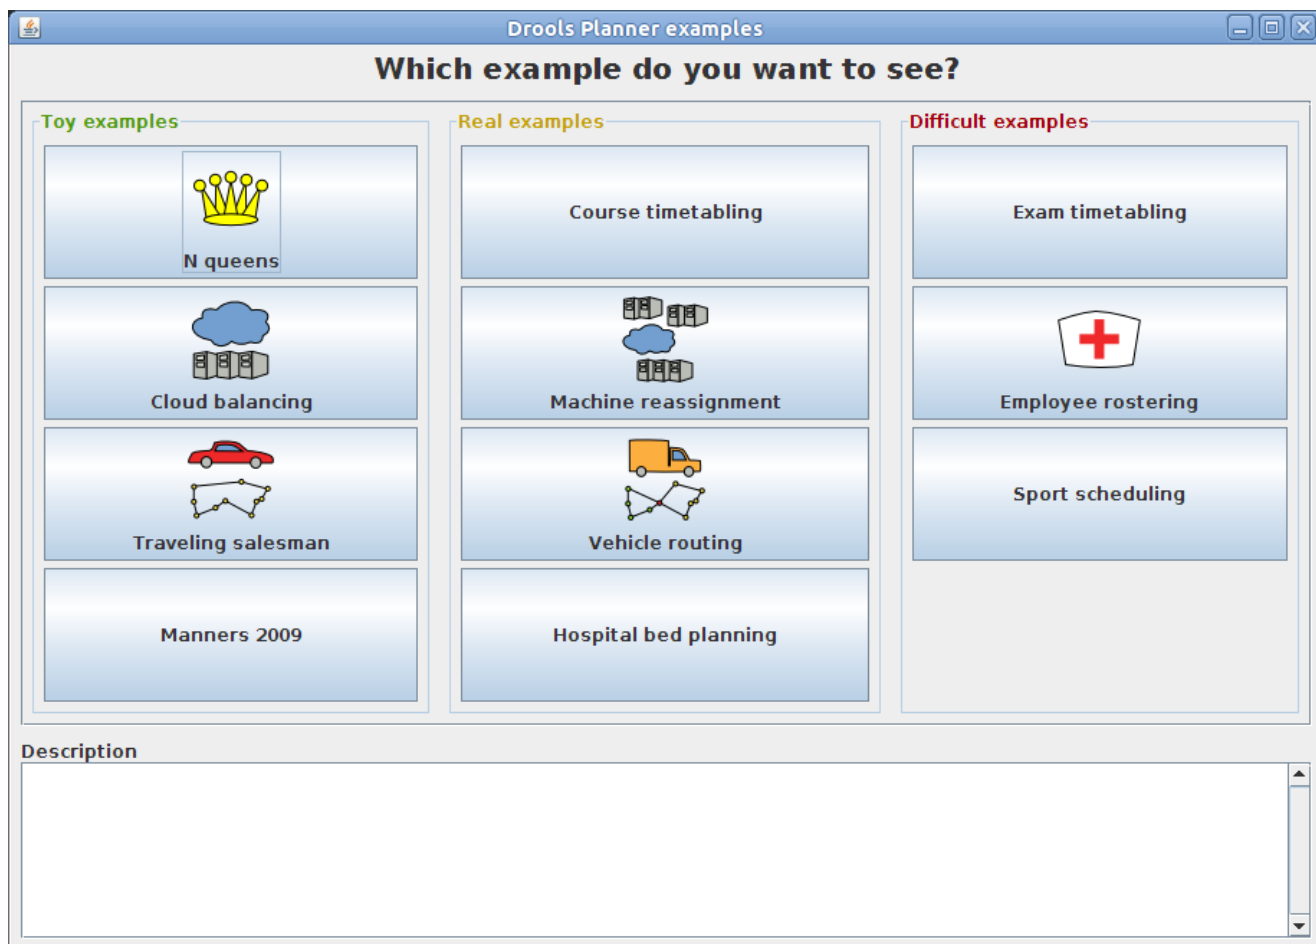 Drools Planner examples
Which example do you want to see?
Toy examples
N queens
Cloud balancing
Traveling salesman
Manners 2009
Real examples
Course timetabling
Machine reassignment
Vehicle routing
Hospital bed planning
Difficult examples
Exam timetabling
Employee rostering
Sport scheduling
Description